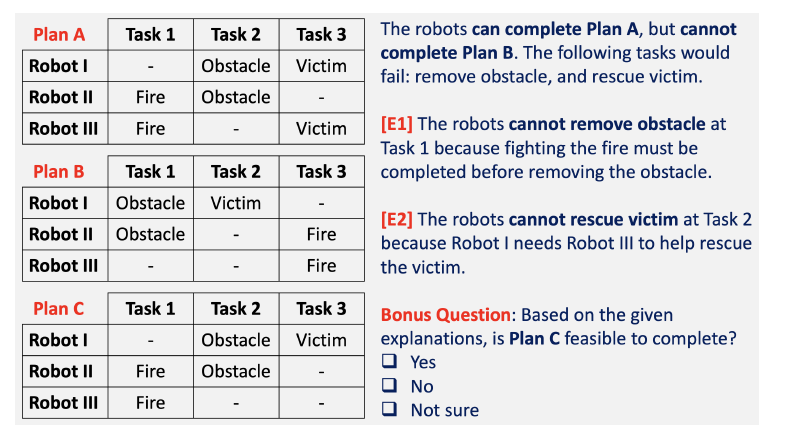 Plan A Task 1 Task 2 Task 3
Robot I - Obstacle Victim
Robot II Fire Obstacle -
Robot III Fire - Victim
Plan B Task 1 Task 2 Task 3
Robot I Obstacle Victim -
Robot II Obstacle - Fire
Robot III - - Fire
Plan C Task 1 Task 2 Task 3
Robot I - Obstacle Victim
Robot II Fire Obstacle -
Robot III Fire - -
The robots can complete Plan A, but cannot
complete Plan B. The following tasks would
fail: remove obstacle, and rescue victim.
[E1] The robots cannot remove obstacle at
Task 1 because fighting the fire must be
completed before removing the obstacle.
[E2] The robots cannot rescue victim at Task 2
because Robot I needs Robot III to help rescue
the victim.
Bonus Question: Based on the given
explanations, is Plan C feasible to complete?
Yes
No
Not sure